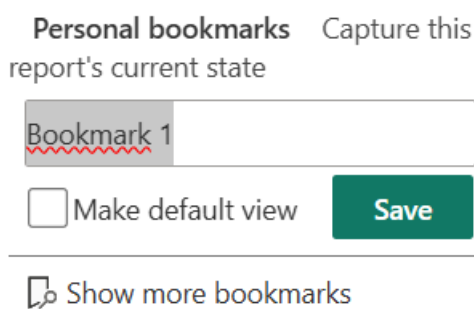 Personal bookmarks Capture this
report's current state
Bookmark 1
Make default view Save
Show more bookmarks